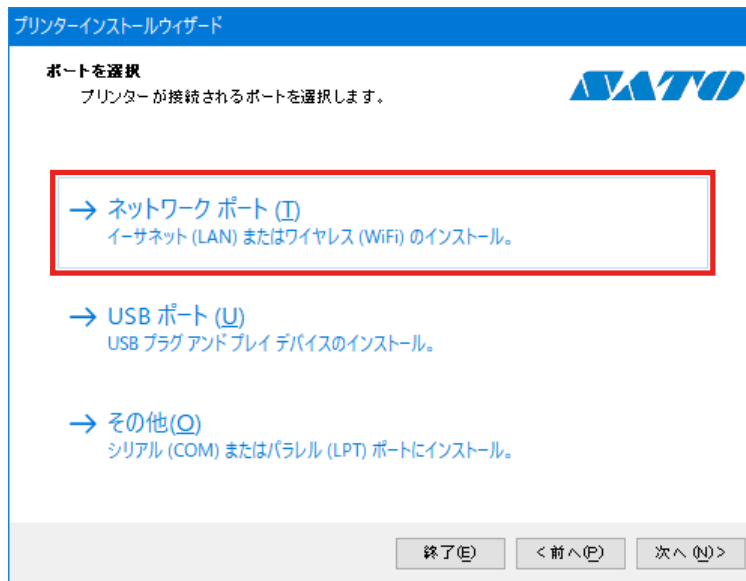 プリンターインストールウィザード
ポートを選択
プリンターが接続されるポートを選択します。
SATO
→ ネットワーク ポート (T)
イーサネット (LAN) またはワイヤレス (WiFi) のインストール。
→ USB ポート (U)
USB プラグ アンド プレイ デバイスのインストール。
→ その他(O)
シリアル (COM) またはパラレル (LPT) ポートにインストール。
終了(E)
<前へ(P)
次へ (N)>